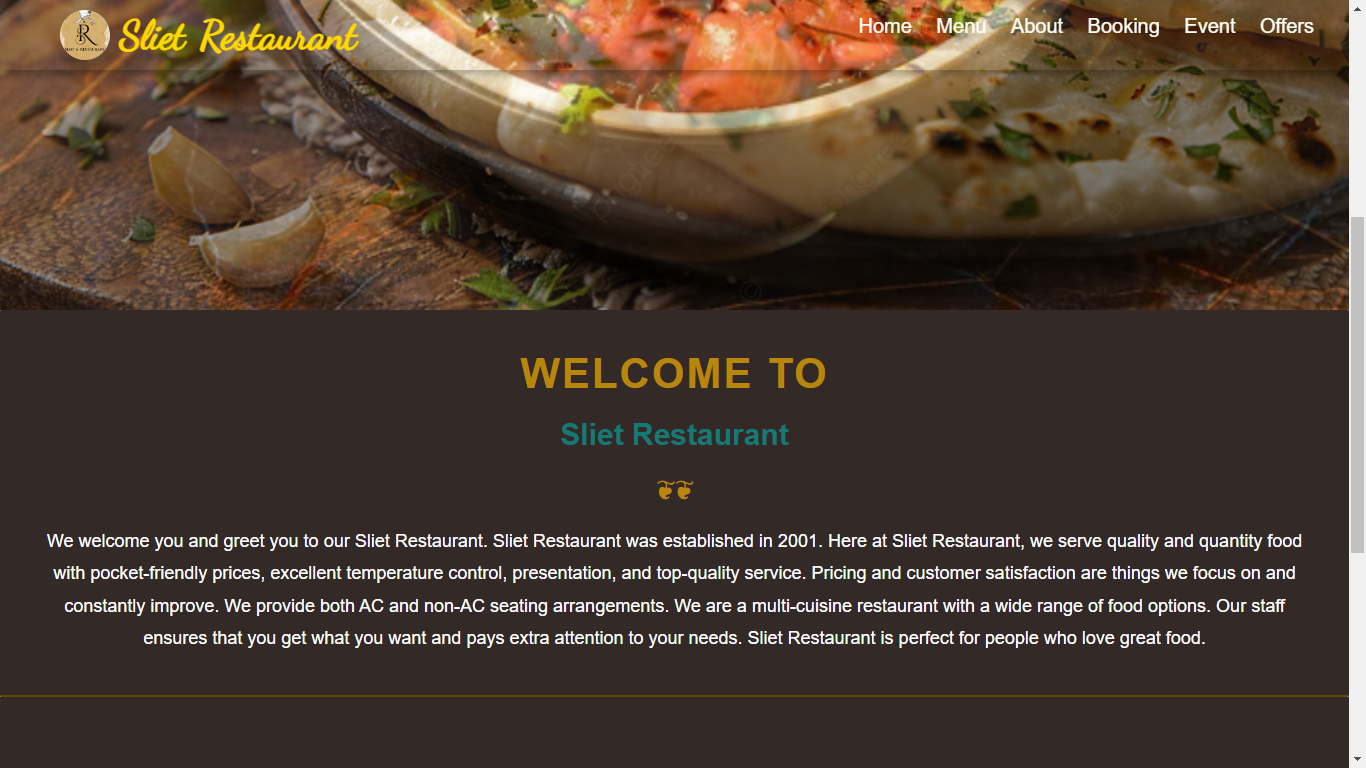 Sliet Restaurant
Home Menu About Booking Event Offers
WELCOME TO
Sliet Restaurant
We welcome you and greet you to our Sliet Restaurant. Sliet Restaurant was established in 2001. Here at Sliet Restaurant, we serve quality and quantity food
with pocket-friendly prices, excellent temperature control, presentation, and top-quality service. Pricing and customer satisfaction are things we focus on and
constantly improve. We provide both AC and non-AC seating arrangements. We are a multi-cuisine restaurant with a wide range of food options. Our staff
ensures that you get what you want and pays extra attention to your needs. Sliet Restaurant is perfect for people who love great food.